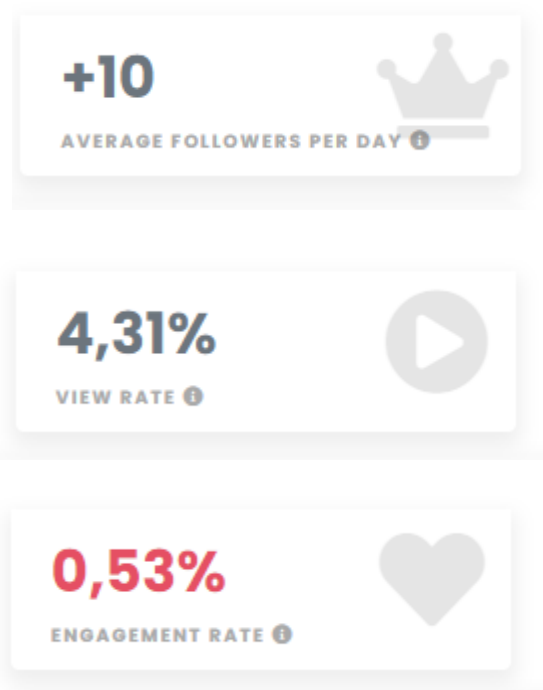 +10
AVERAGE FOLLOWERS PER DAY
4,31%
VIEW RATE
0,53%
ENGAGEMENT RATE